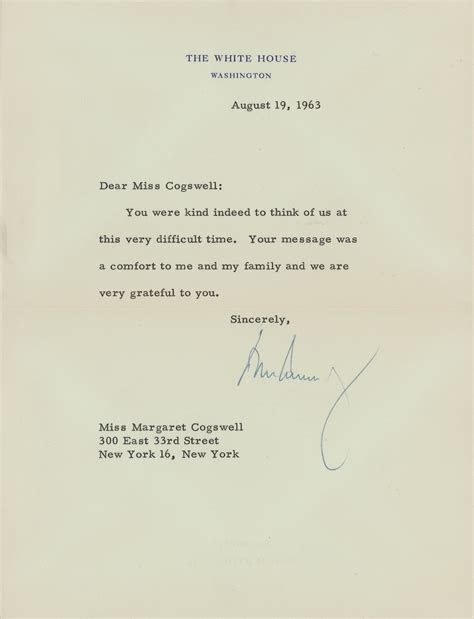 THE WHITE HOUSE
WASHINGTON
August 19, 1963
Dear Miss Cogswell:
You were kind indeed to think of us at
this very difficult time. Your message was
a comfort to me and my family and we are
very grateful to you.
Sincerely,
Miss Margaret Cogswell
300 East 33rd Street
New York 16, New York